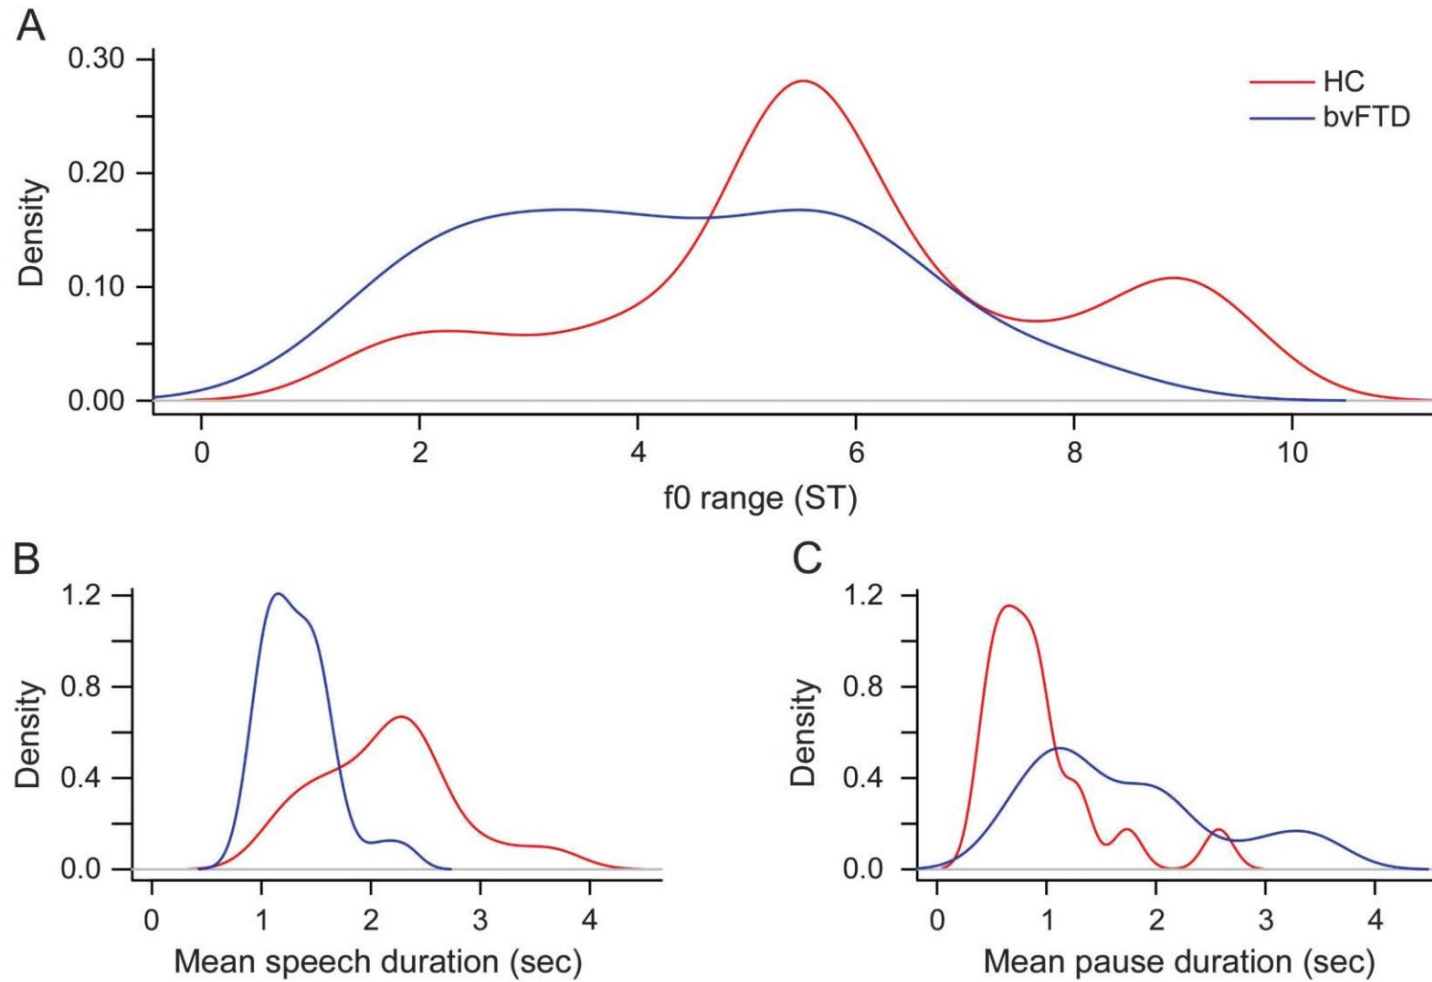 A
0.30
0.20
0.10
0.00
Density
HC
bvFTD
0 2 4 6 8 10
f0 range (ST)
B
1.2
0.8
0.4
0.0
Density
0 1 2 3 4
Mean speech duration (sec)
C
1.2
0.8
0.4
0.0
Density
0 1 2 3 4
Mean pause duration (sec)